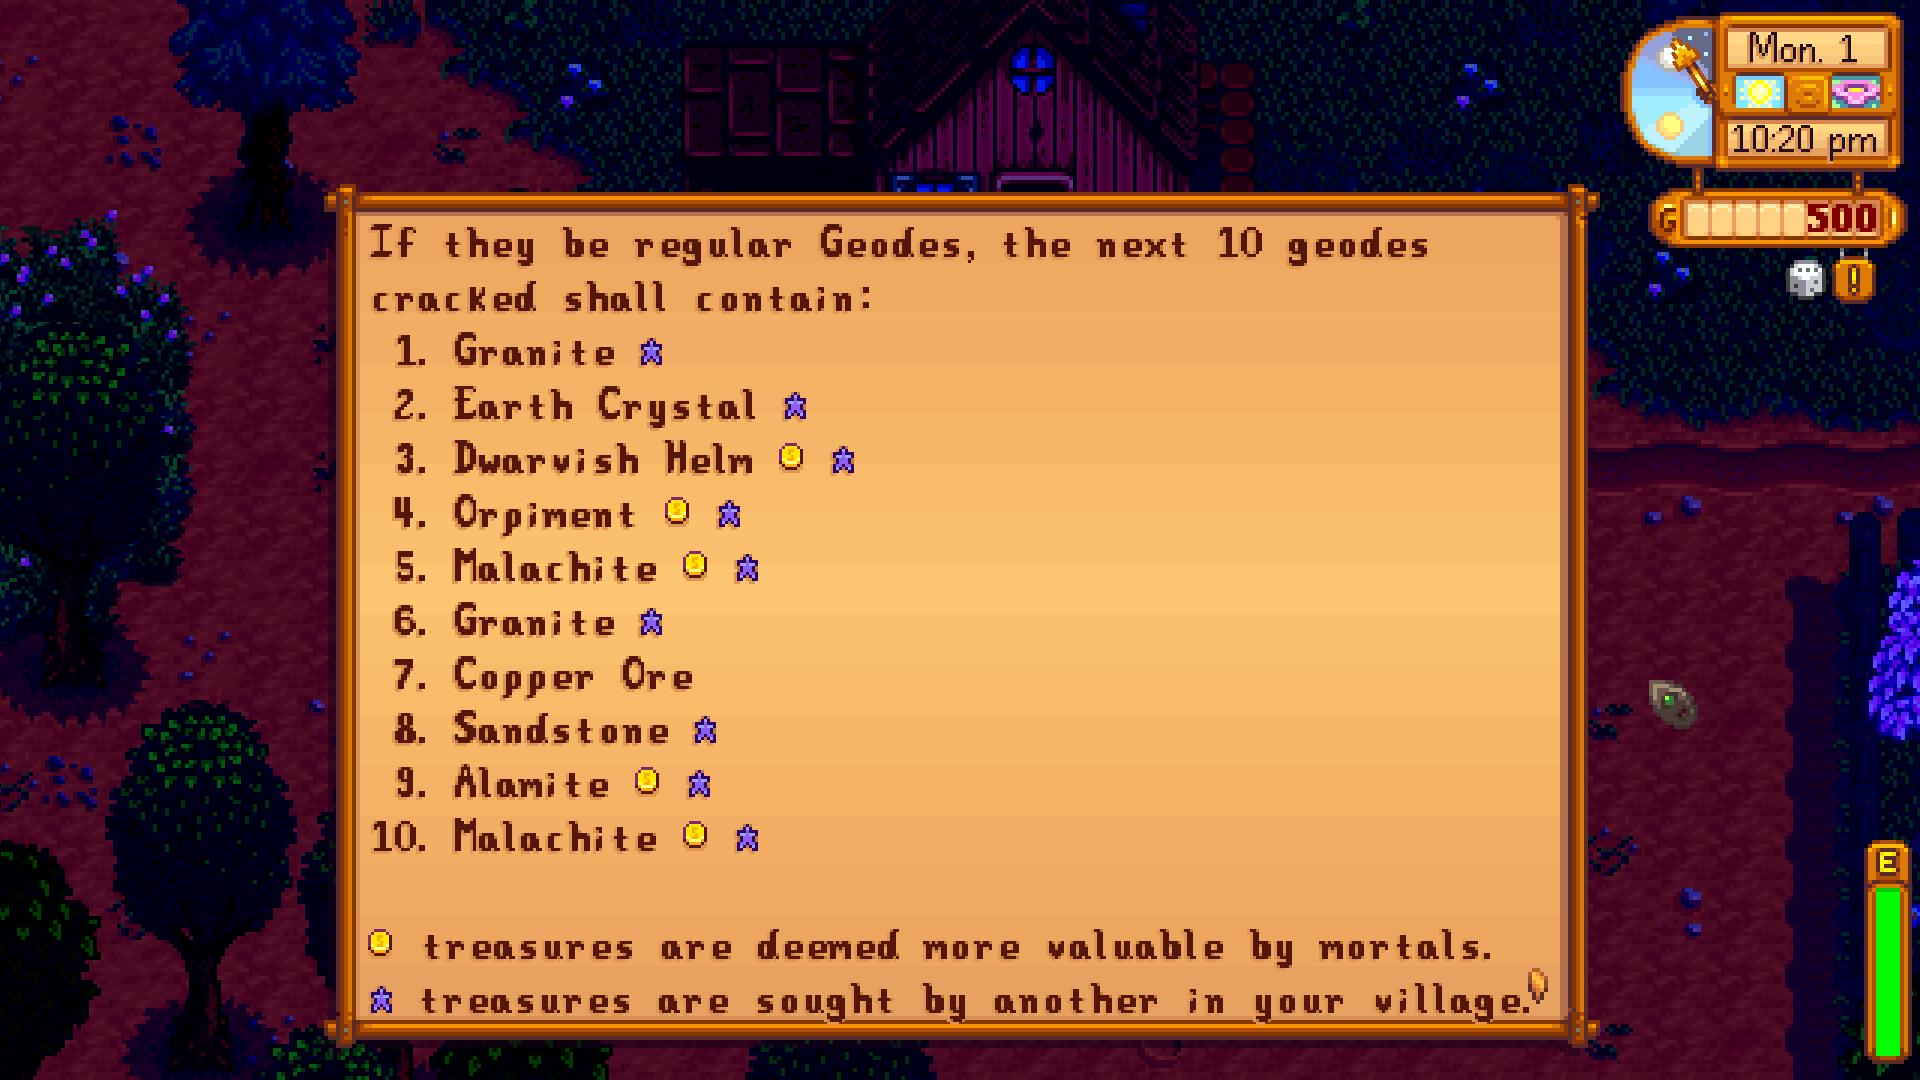 Mon. 1
10:20 pm
500
If they be regular Geodes, the next 10 geodes
cracked shall contain:
1. Granite
2. Earth Crystal
3. Dwarvish Helm
4. Orpiment
5. Malachite
6. Granite
7. Copper Ore
8. Sandstone
9. Alamite
10. Malachite
treasures are deemed more valuable by mortals.
treasures are sought by another in your village.
E